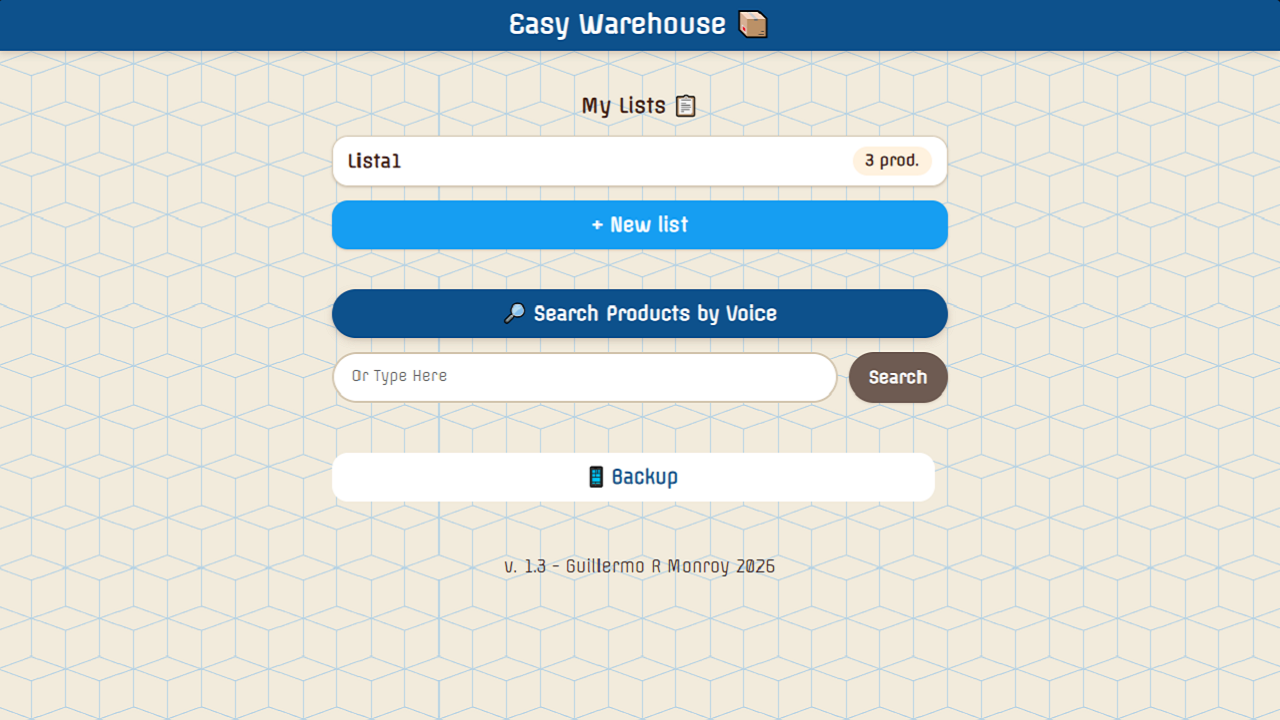 Easy Warehouse
My Lists
Lista1
3 prod.
+ New list
Search Products by Voice
Or Type Here
Search
Backup
v. 1.3 - Guillermo R Monroy 2026